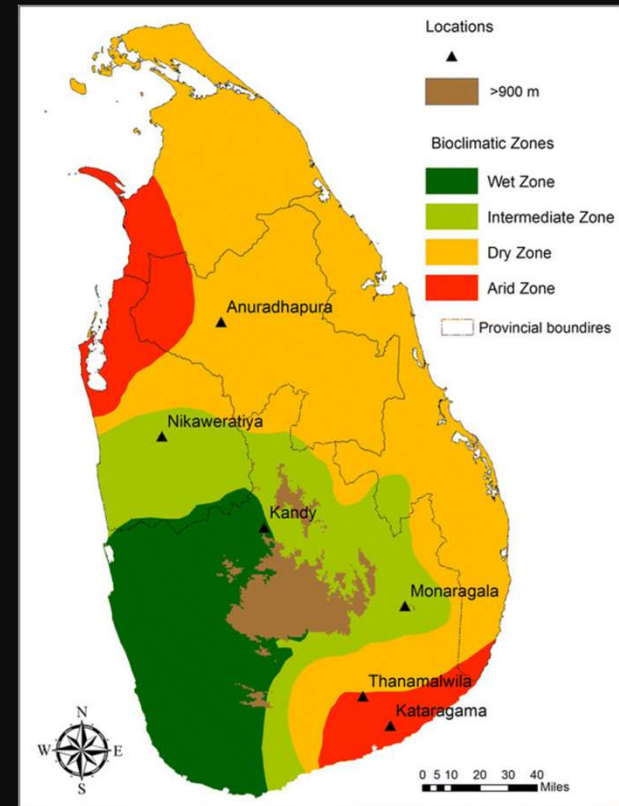 Locations
>900 m
Bioclimatic Zones
Wet Zone
Intermediate Zone
Dry Zone
Arid Zone
Provincial boundires
Anuradhapura
Nikaweratiya
Kandy
Monaragala
Thanamalwila
Kataragama
N
W E
S
0 5 10 20 30 40
Miles